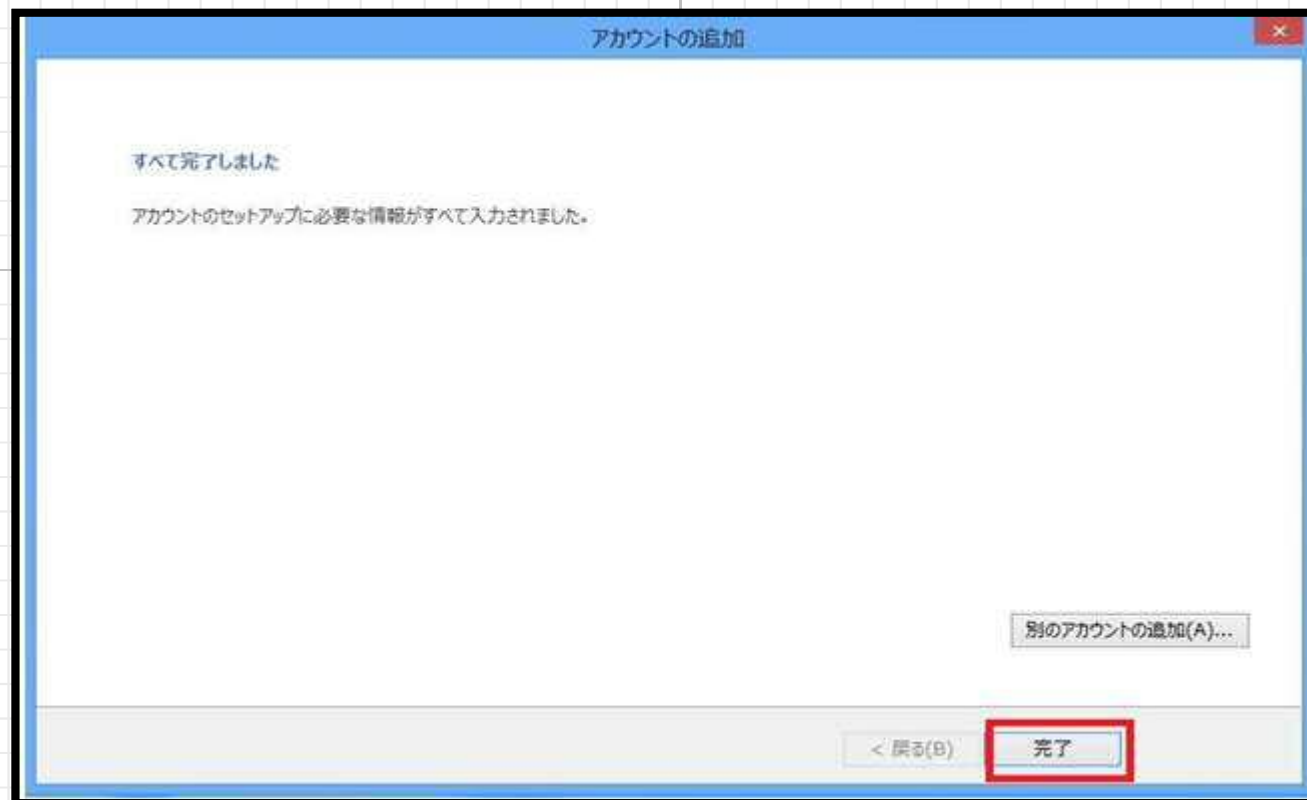 アカウントの追加
すべて完了しました
アカウントのセットアップに必要な情報がすべて入力されました。
別のアカウントの追加(A)...
< 戻る(B)
完了